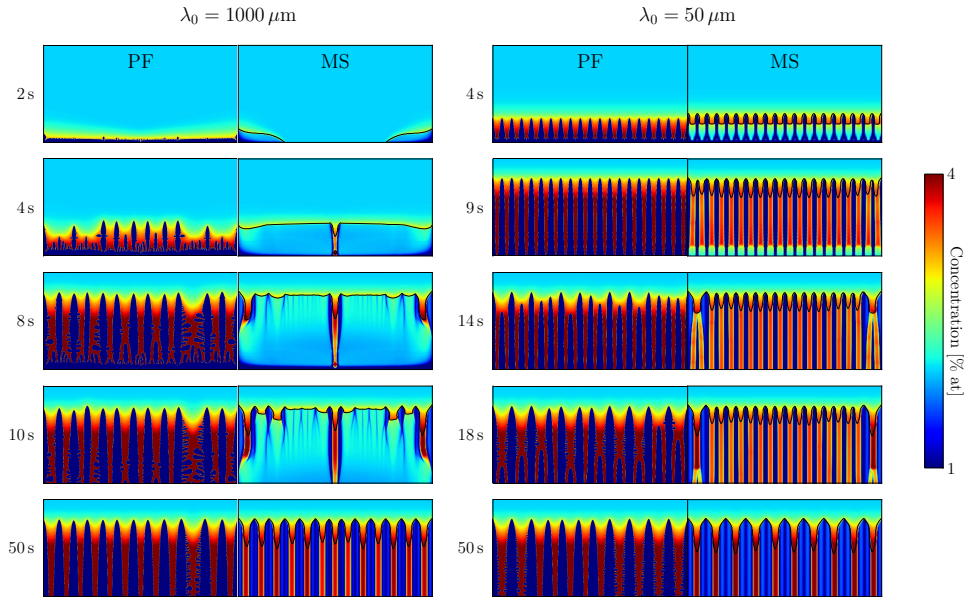 λ₀ = 1000 μm
λ₀ = 50 μm
PF
MS
PF
MS
2 s
4 s
4 s
9 s
8 s
14 s
10 s
18 s
50 s
50 s
4
1
Concentration [% at]